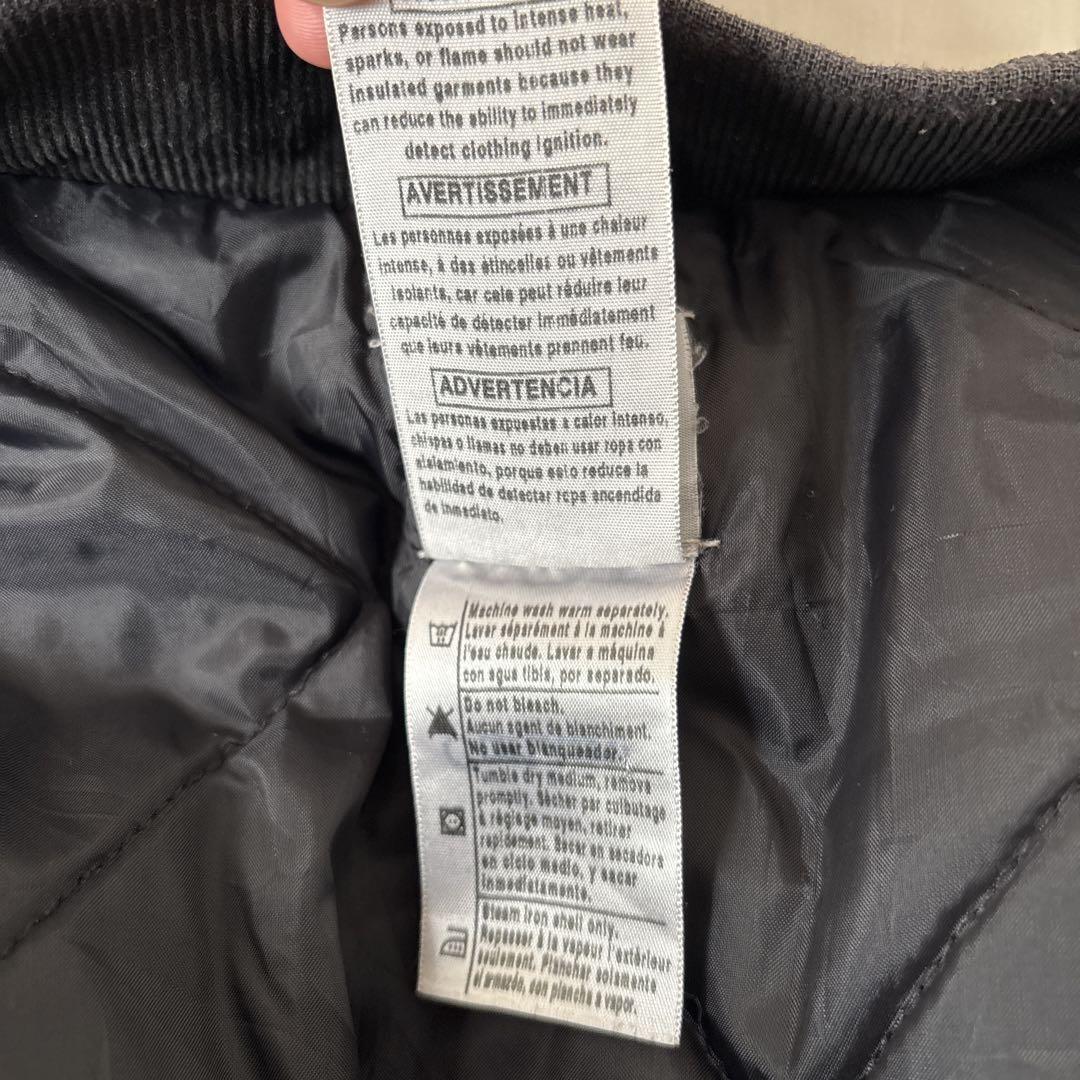 Persons exposed to intense heat,
sparks, or flame should not wear
insulated garments because they
can reduce the ability to immediately
detect clothing ignition.
AVERTISSEMENT
Les personnes exposées à une chaleur
intense, à des étincelles ou vêtements
isolants, car cela peut réduire leur
capacité de détecter immédiatement
que leurs vêtements prennent feu.
ADVERTENCIA
Las personas expuestas a calor intenso,
chispas o llamas no deben usar ropa con
aislamiento, porque esto reduce la
habilidad de detectar ropa encendida
de inmediato.
Machine wash warm separately.
Laver séparément à la machine à
l'eau chaude. Lavar a máquina
con agua tibia, por separado.
Do not bleach.
Aucun agent de blanchiment.
No usar blanqueador.
Tumble dry medium, remove
promptly. Sécher par culbutage
à réglage moyen, retirer
rapidement. Secar en secadora
en ciclo medio, y sacar
inmediatamente.
Steam iron shell only.
Repasser à la vapeur l'extérieur
seulement. Planchar solamente
el armazón, con plancha a vapor.